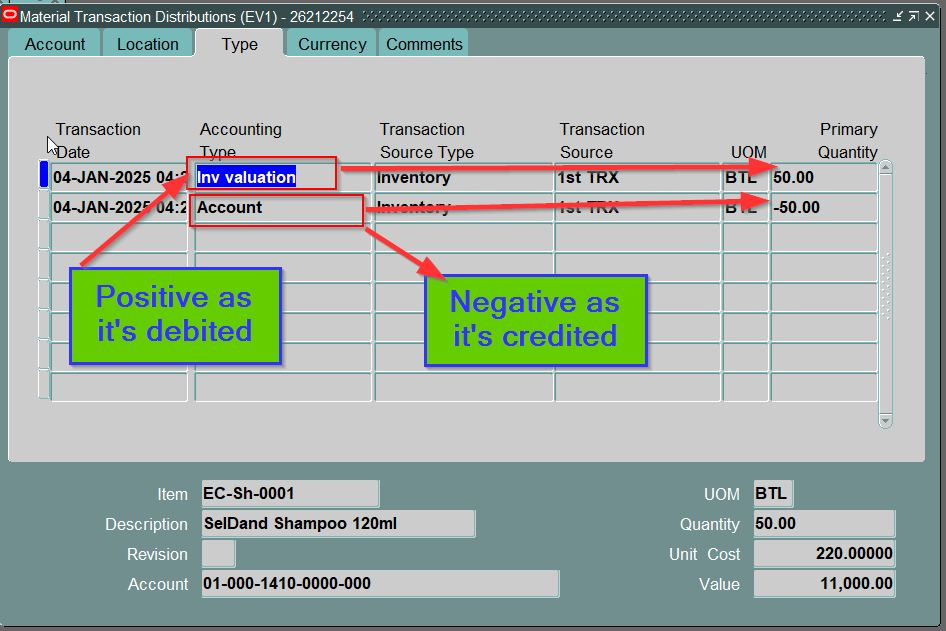 Material Transaction Distributions (EV1) - 26212254
Account Location Type Currency Comments
Transaction Accounting Transaction Transaction Primary
Date Type Source Type Source UOM Quantity
04-JAN-2025 04:2 Inv valuation Inventory 1st TRX BTL 50.00
04-JAN-2025 04:2 Account Inventory 1st TRX BTL -50.00
Positive as
it's debited
Negative as
it's credited
Item EC-Sh-0001 UOM BTL
Description SelDand Shampoo 120ml Quantity 50.00
Revision Unit Cost 220.00000
Account 01-000-1410-0000-000 Value 11,000.00